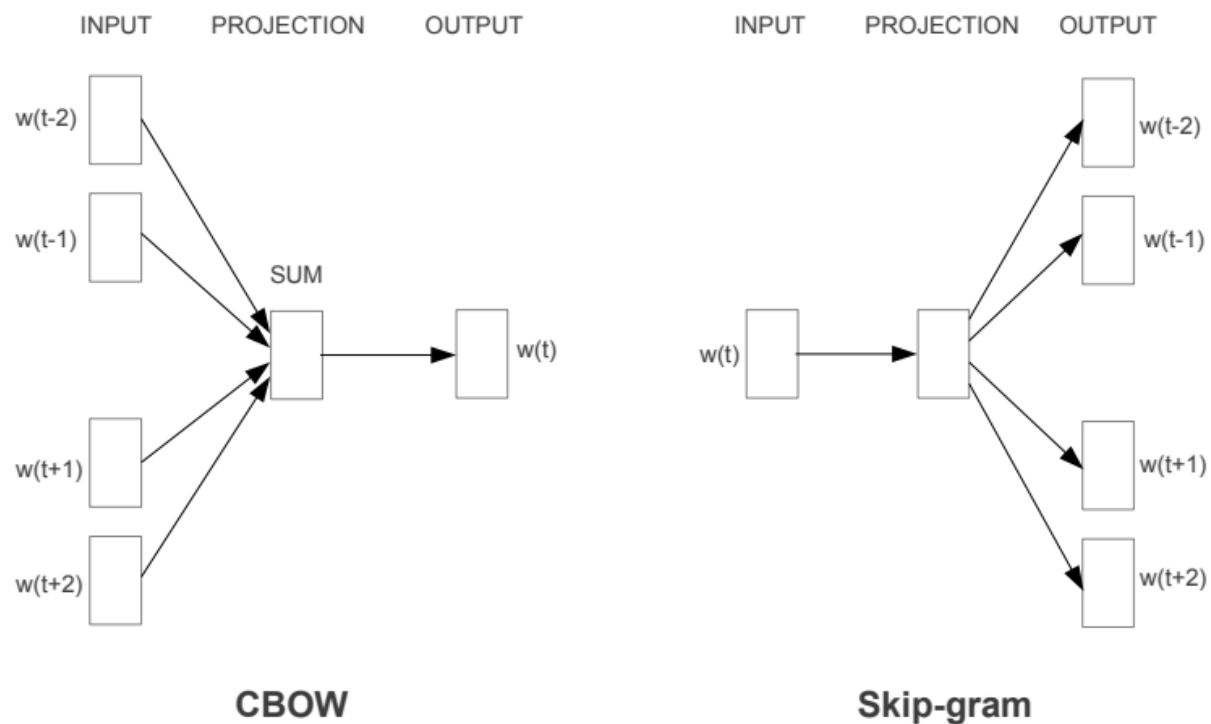 INPUT PROJECTION OUTPUT
w(t-2)
w(t-1)
SUM
w(t)
w(t+1)
w(t+2)
CBOW
INPUT PROJECTION OUTPUT
w(t-2)
w(t-1)
w(t)
w(t+1)
w(t+2)
Skip-gram